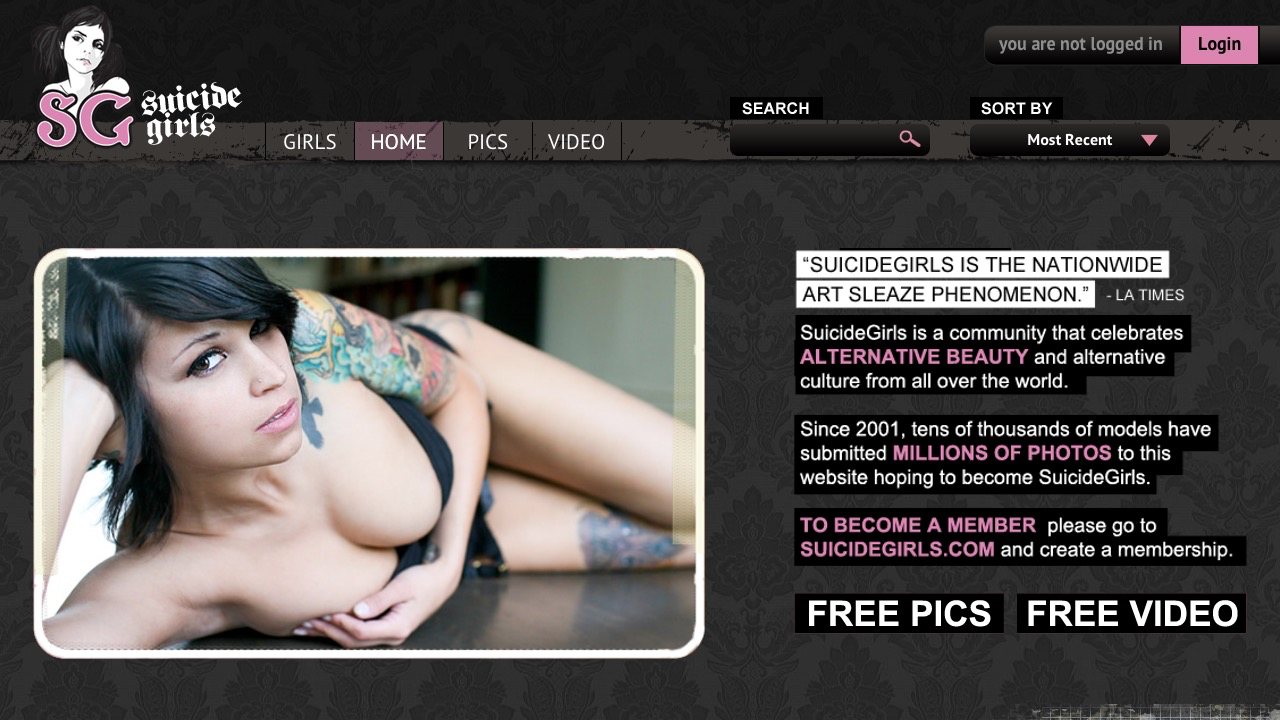 you are not logged in Login
SG suicide
girls
SEARCH SORT BY
GIRLS HOME PICS VIDEO Most Recent
“SUICIDEGIRLS IS THE NATIONWIDE
ART SLEAZE PHENOMENON.” - LA TIMES
SuicideGirls is a community that celebrates
ALTERNATIVE BEAUTY and alternative
culture from all over the world.
Since 2001, tens of thousands of models have
submitted MILLIONS OF PHOTOS to this
website hoping to become SuicideGirls.
TO BECOME A MEMBER please go to
SUICIDEGIRLS.COM and create a membership.
FREE PICS FREE VIDEO